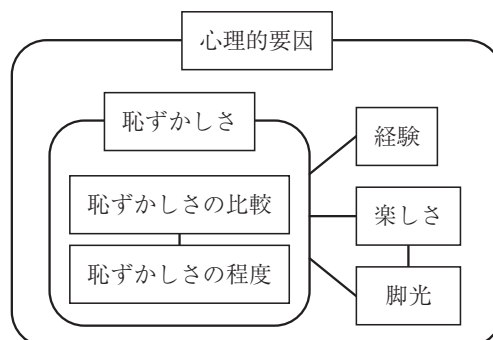 心理的要因
恥ずかしさ
経験
恥ずかしさの比較
楽しさ
恥ずかしさの程度
脚光